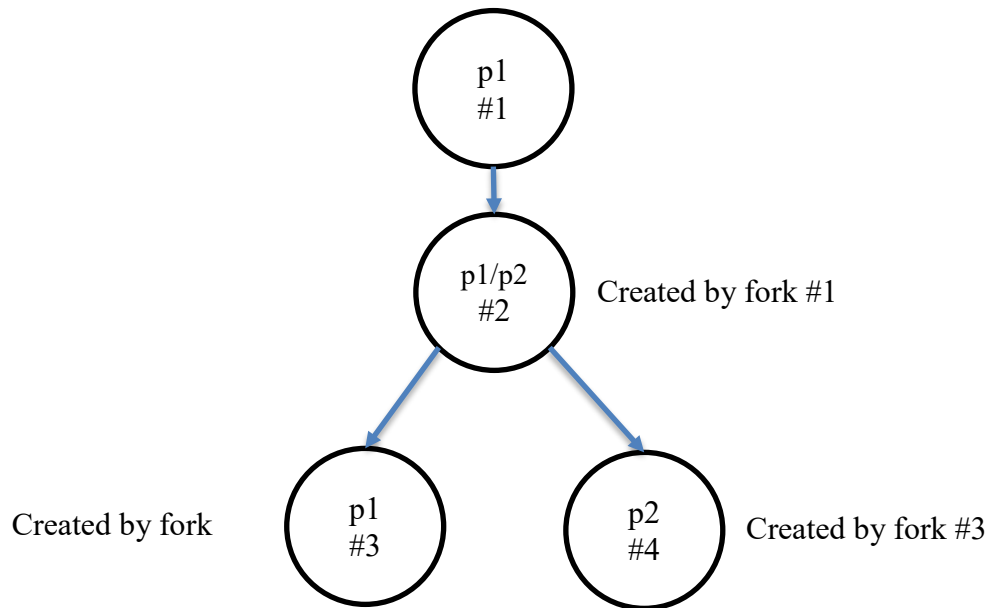 p1
#1
p1/p2
#2
Created by fork #1
Created by fork
p1
#3
p2
#4
Created by fork #3